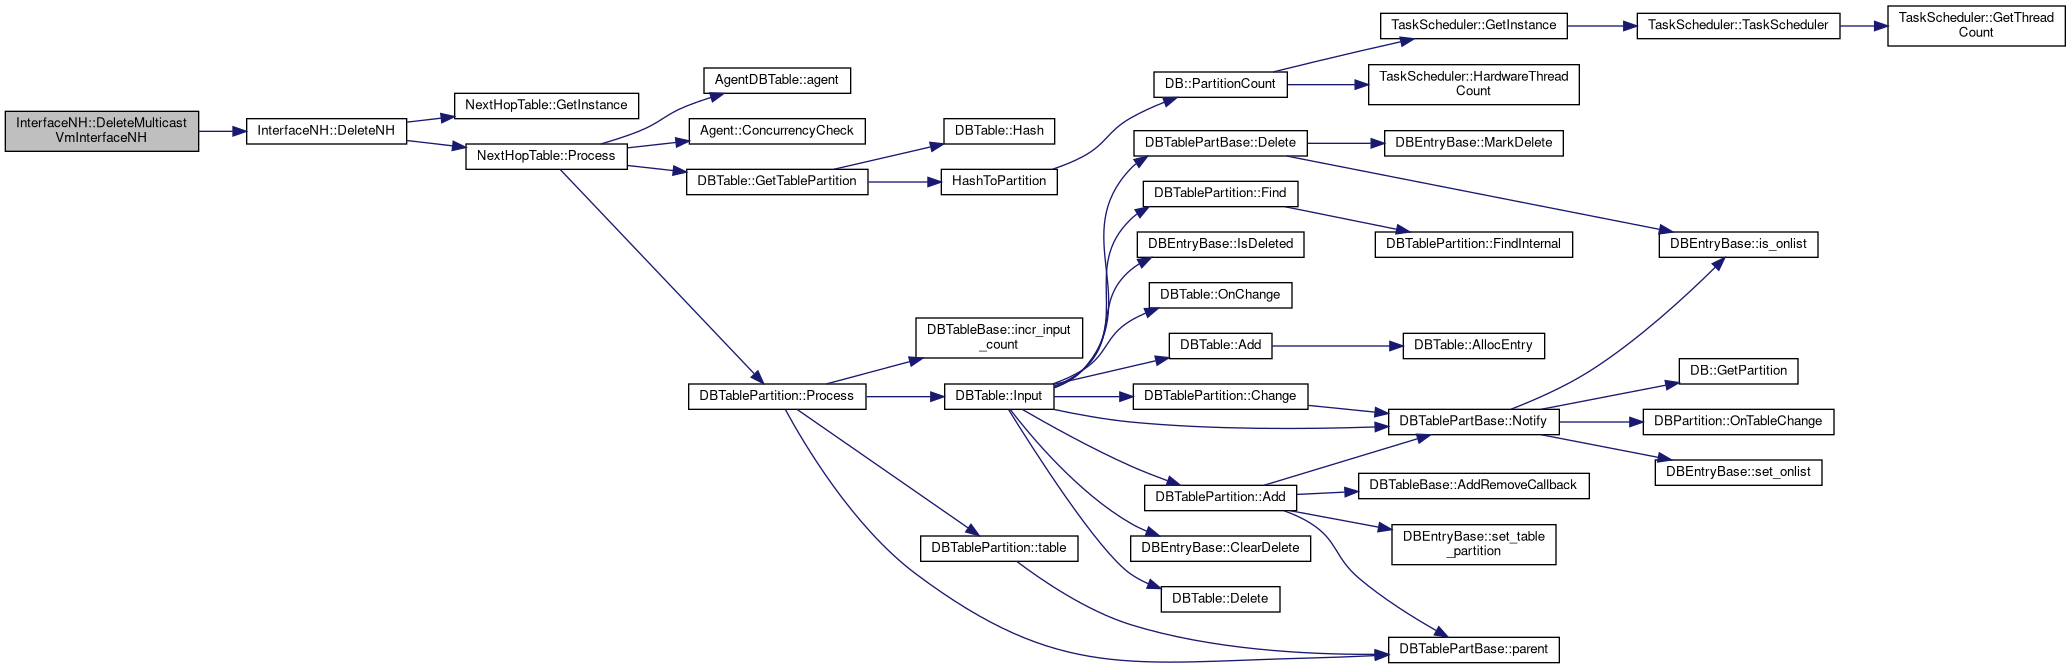 InterfaceNH::DeleteMulticast
VmInterfaceNH
InterfaceNH::DeleteNH
NextHopTable::GetInstance
NextHopTable::Process
AgentDBTable::agent
Agent::ConcurrencyCheck
DBTable::GetTablePartition
DBTablePartition::Process
DBTable::Hash
HashToPartition
DBTableBase::incr_input
_count
DBTable::Input
DBTablePartition::table
DB::PartitionCount
DBTablePartBase::Delete
DBTablePartition::Find
DBEntryBase::IsDeleted
DBTable::OnChange
DBTable::Add
DBTablePartition::Change
DBTablePartition::Add
DBEntryBase::ClearDelete
DBTable::Delete
TaskScheduler::GetInstance
TaskScheduler::HardwareThread
Count
DBEntryBase::MarkDelete
DBTablePartition::FindInternal
DBTable::AllocEntry
DBTablePartBase::Notify
DBTableBase::AddRemoveCallback
DBEntryBase::set_table
_partition
DBTablePartBase::parent
TaskScheduler::TaskScheduler
DBEntryBase::is_onlist
DB::GetPartition
DBPartition::OnTableChange
DBEntryBase::set_onlist
TaskScheduler::GetThread
Count